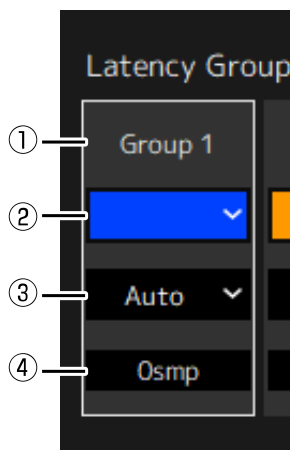 Latency Group
① Group 1
②
③ Auto
④ 0smp